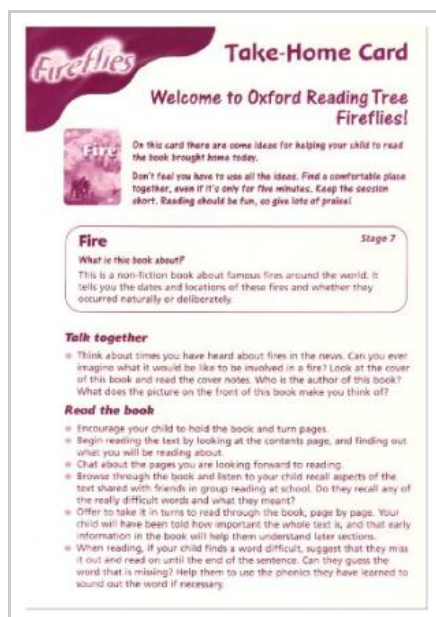 Fireflies
Take-Home Card
Welcome to Oxford Reading Tree
Fireflies!
Fire
On this card there are some ideas for helping your child to read
the book brought home today.
Don't feel you have to use all the ideas. Find a comfortable place
together, even if it's only for five minutes. Keep the session
short. Reading should be fun, so give lots of praise!
Fire
Stage 7
What is this book about?
This is a non-fiction book about famous fires around the world. It
tells you the dates and locations of these fires and whether they
occurred naturally or deliberately.
Talk together
Think about times you have heard about fires in the news. Can you ever
imagine what it would be like to be involved in a fire? Look at the cover
of this book and read the cover notes. Who is the author of this book?
What does the picture on the front of this book make you think of?
Read the book
Encourage your child to hold the book and turn pages.
Begin reading the text by looking at the contents page, and finding out
what you will be reading about.
Chat about the pages you are looking forward to reading.
Browse through the book and listen to your child recall aspects of the
text shared with friends in group reading at school. Do they recall any of
the really difficult words and what they meant?
Offer to take it in turns to read through the book, page by page. Your
child will have been told how important the whole text is, and that early
information in the book will help them understand later sections.
When reading, if your child finds a word difficult, suggest that they miss
it out and read on until the end of the sentence. Can they guess the
word that is missing? Help them to use the phonics they have learned to
sound out the word if necessary.